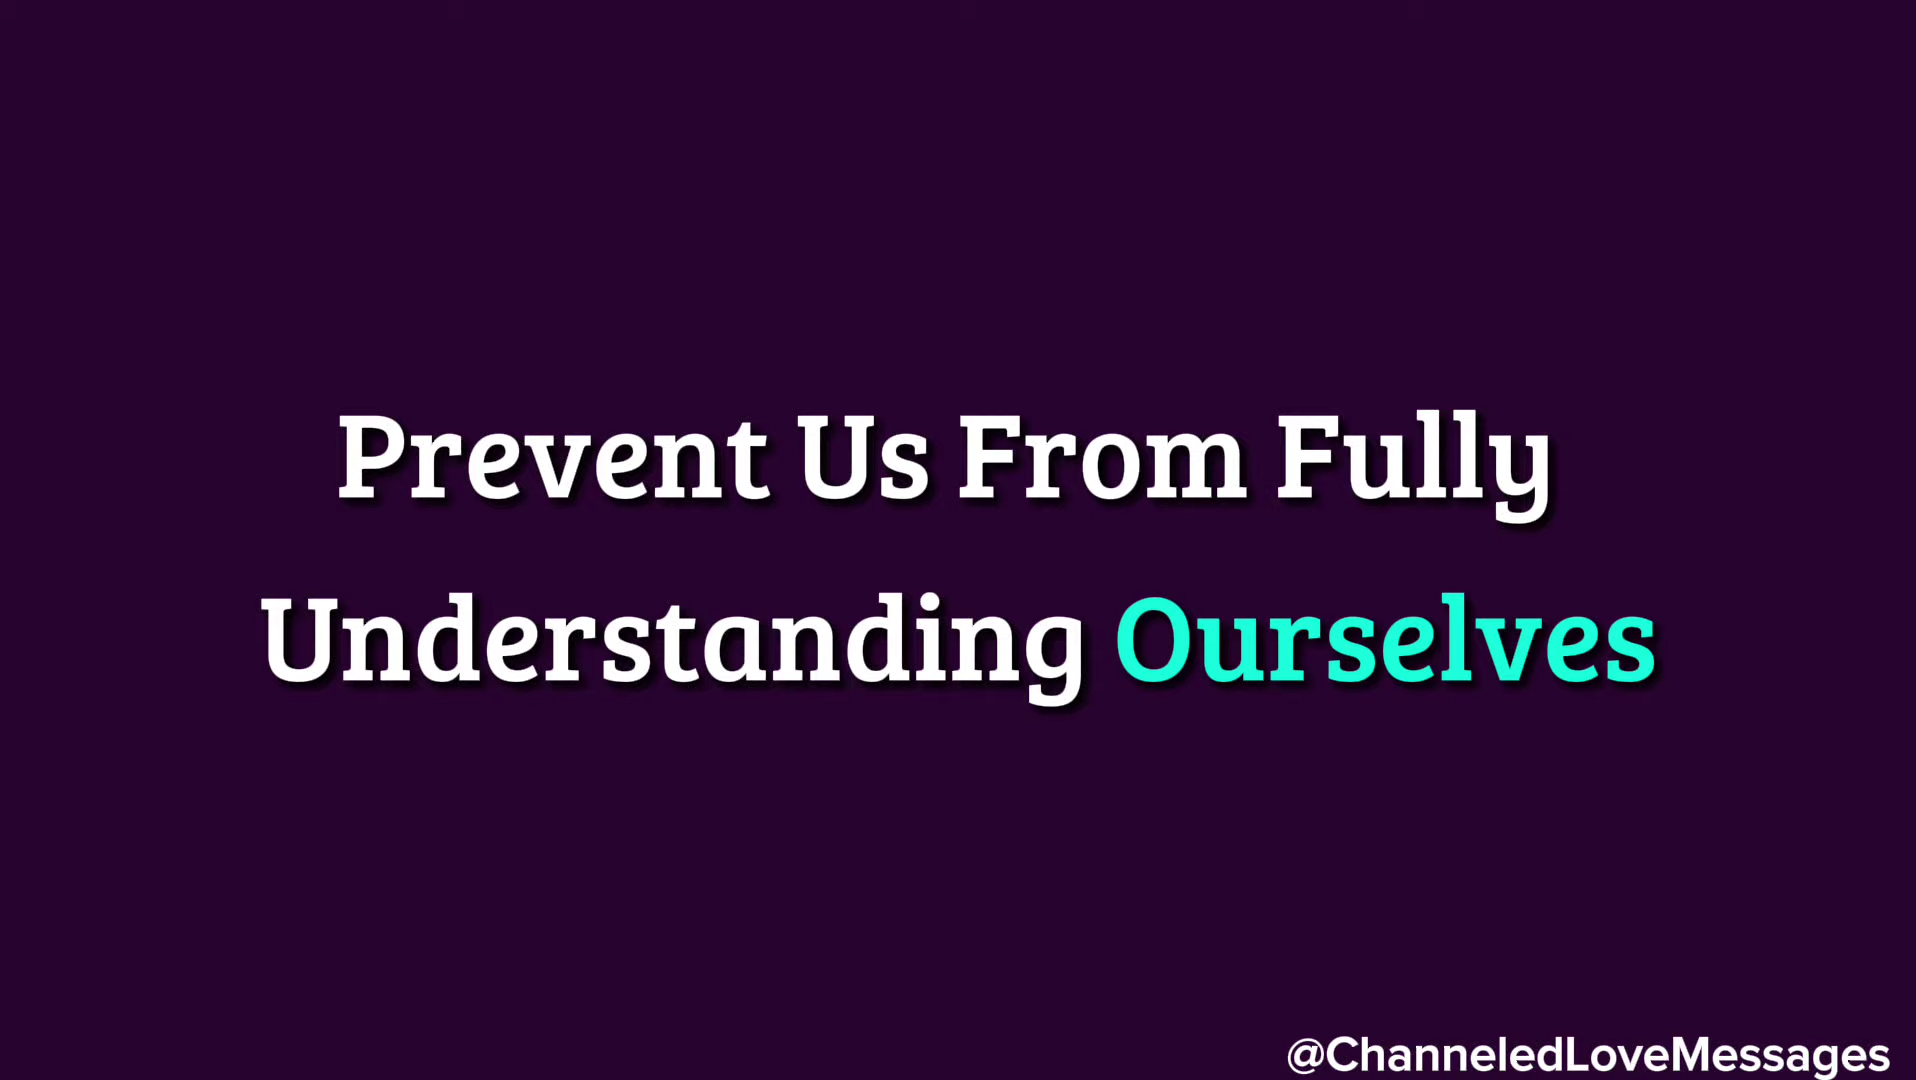 Prevent Us From Fully
Understanding Ourselves
@ChanneledLoveMessages